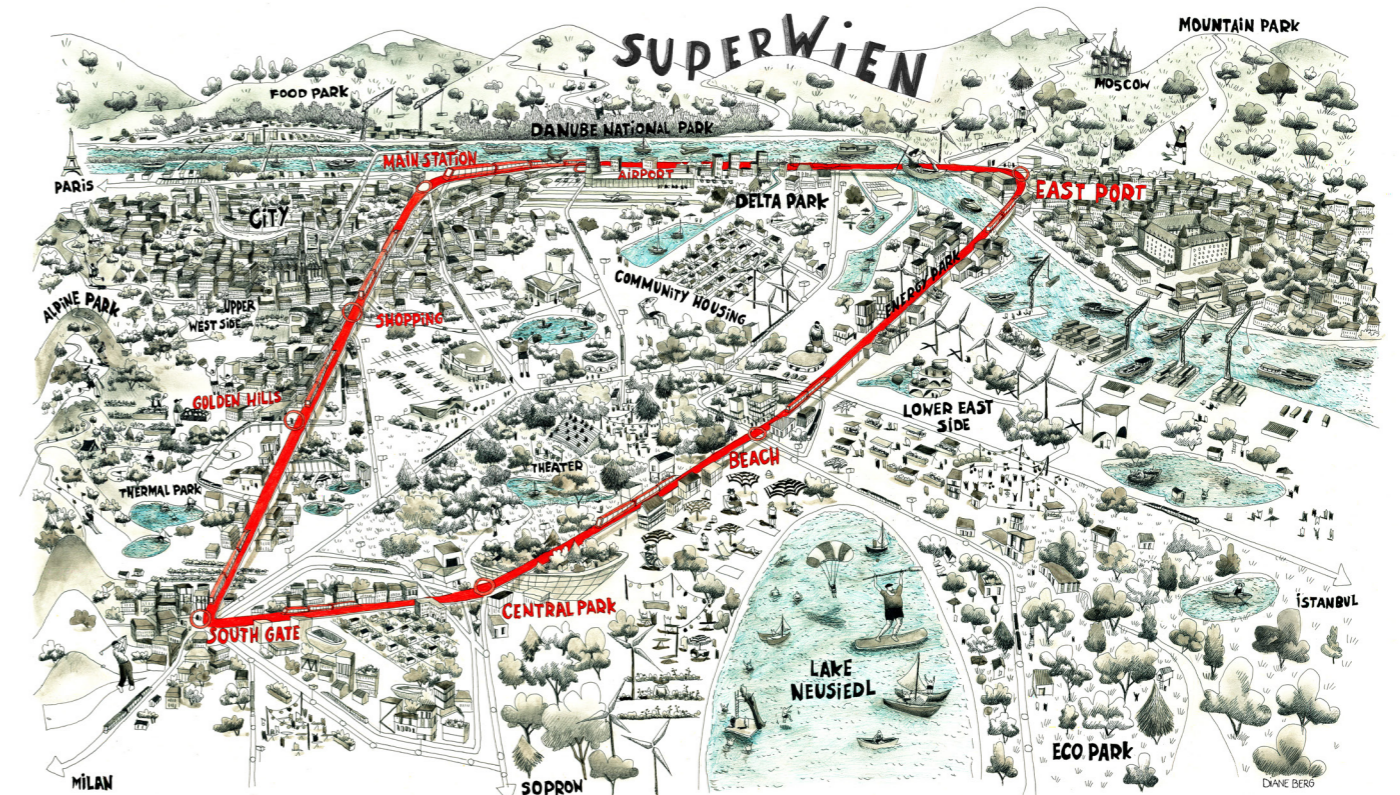 SUPERWiEN
MOUNTAIN PARK
MOSCOW
FOOD PARK
DANUBE NATIONAL PARK
MAIN STATION
AIRPORT
PARiS
EAST PORT
CiTY
DELTA PARK
COMMUNITY HOUSING
ENERGY PARK
ALPiNE PARK
UPPER
WEST SIDE
SHOPPiNG
GOLDEN HILLS
LOWER EAST
SIDE
BEACH
THEATER
THERMAL PARK
iSTANBUL
CENTRAL PARK
SOUTH GATE
LAKE
NEUSiEDL
ECO PARK
MiLAN
SOPRON
DiANE BERG